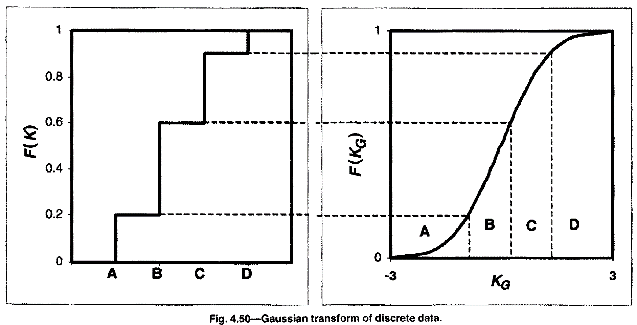 1
0.8
0.6
0.4
0.2
0
F(K)
A B C D
1
0
F(K_G)
A B C D
-3 3
K_G
Fig. 4.50—Gaussian transform of discrete data.